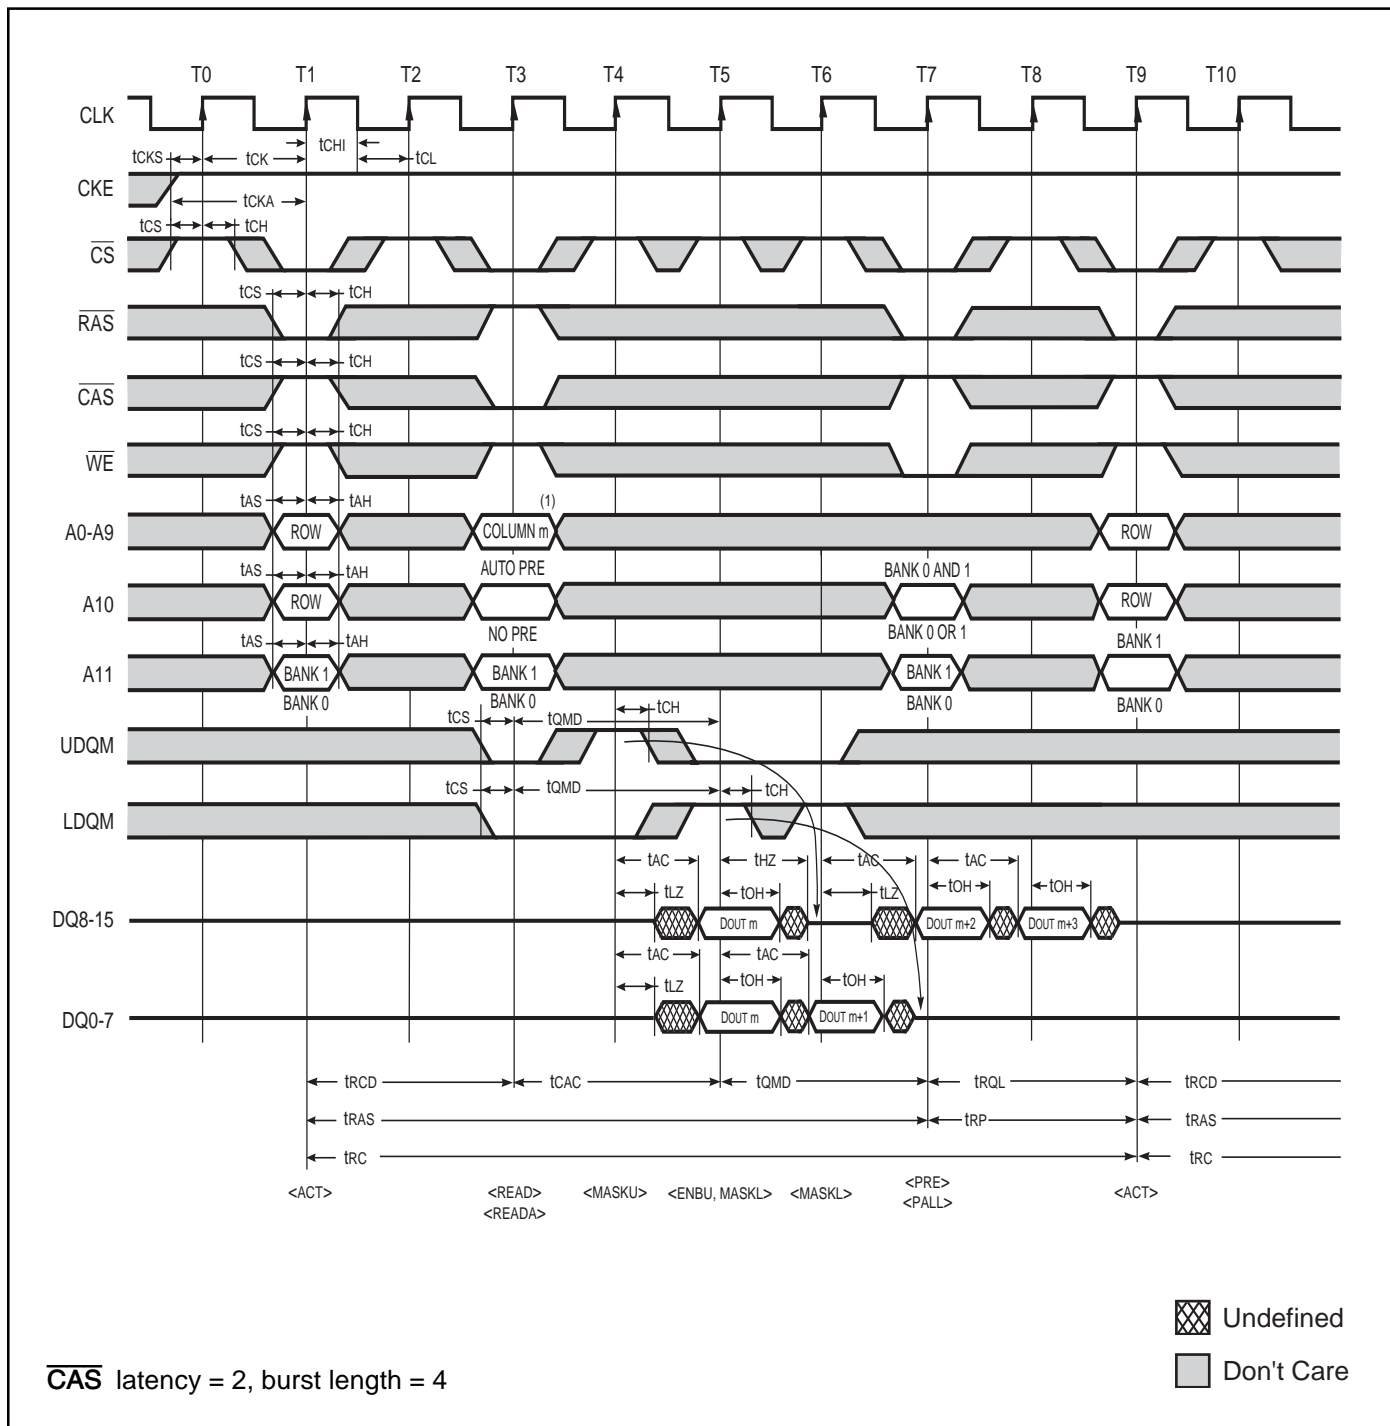 T0 T1 T2 T3 T4 T5 T6 T7 T8 T9 T10
CLK
tCHI
tCKS tCK tCL
CKE
tCKA
tCS tCH
CS
tCS tCH
RAS
tCS tCH
CAS
tCS tCH
WE
tAS tAH (1)
A0-A9 ROW COLUMN m ROW
tAS tAH AUTO PRE BANK 0 AND 1
A10 ROW ROW
NO PRE BANK 0 OR 1 BANK 1
tAS tAH
A11 BANK 1 BANK 1 BANK 1
BANK 0 BANK 0 BANK 0 BANK 0
tCS tQMD tCH
UDQM
tCS tQMD tCH
LDQM
tAC tHZ tAC tAC
tLZ tOH tLZ tOH tOH
DQ8-15 DOUT m DOUT m+2 DOUT m+3
tAC tAC
tLZ tOH tOH
DQ0-7 DOUT m DOUT m+1
tRCD tCAC tQMD tRQL tRCD
tRAS tRP tRAS
tRC tRC
<ACT> <READ> <MASKU> <ENBU, MASKL> <MASKL> <PRE> <ACT>
<READA> <PALL>
Undefined
Don't Care
CAS latency = 2, burst length = 4